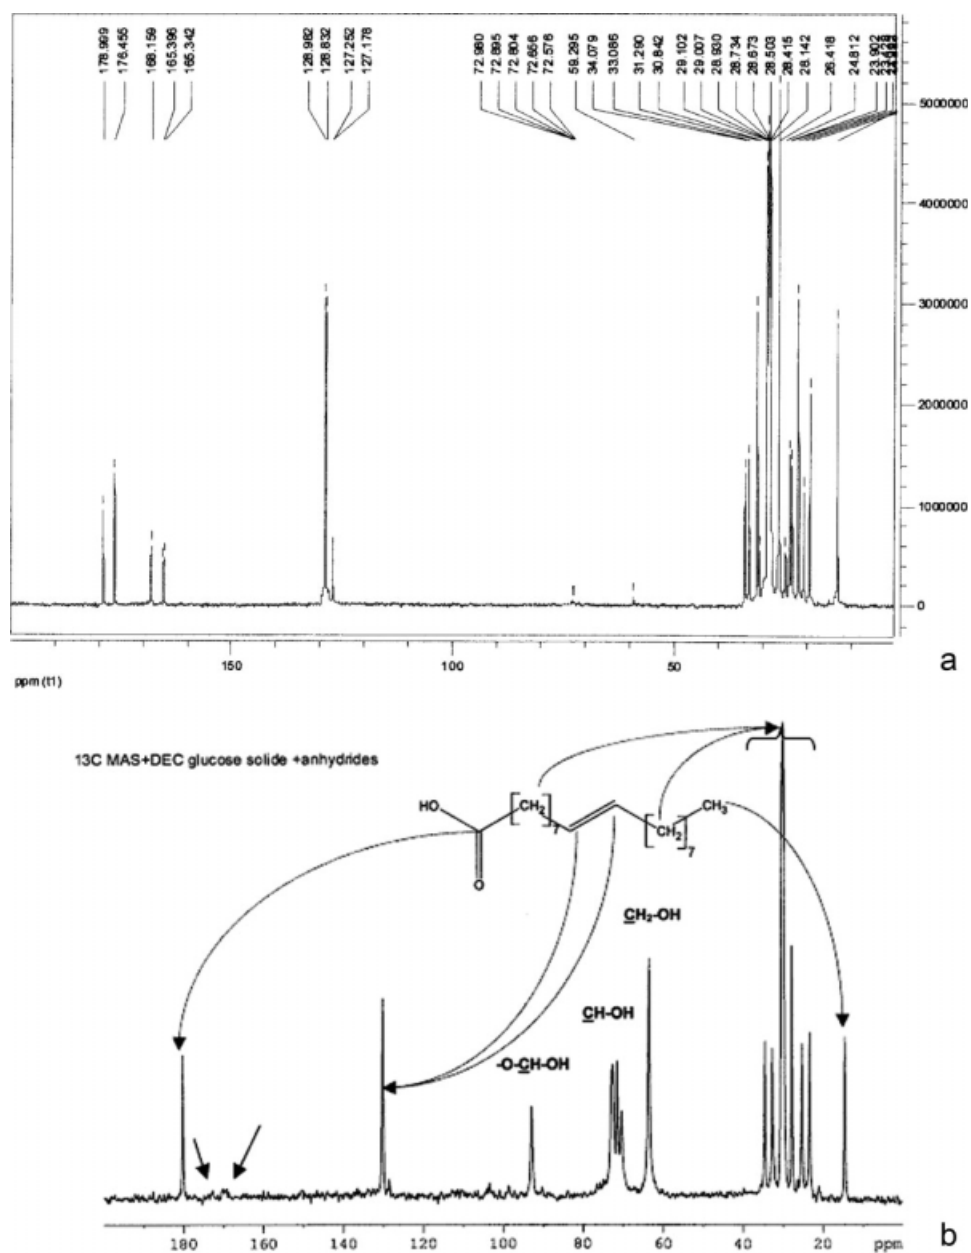 178.999 176.455 168.159 165.396 165.342 128.982 128.832 127.252 127.178 72.980 72.895 72.804 72.656 72.576 59.295 34.079 33.086 31.290 30.842 29.102 29.007 28.930 28.734 28.673 28.503 28.415 28.142 26.418 24.812 23.902
5000000
4000000
3000000
2000000
1000000
0
150 100 50
ppm (t1)
a
13C MAS+DEC glucose solide +anhydrides
HO
CH2
7
CH2
7
CH3
O
CH2-OH
CH-OH
-O-CH-OH
180 160 140 120 100 80 60 40 20 ppm
b